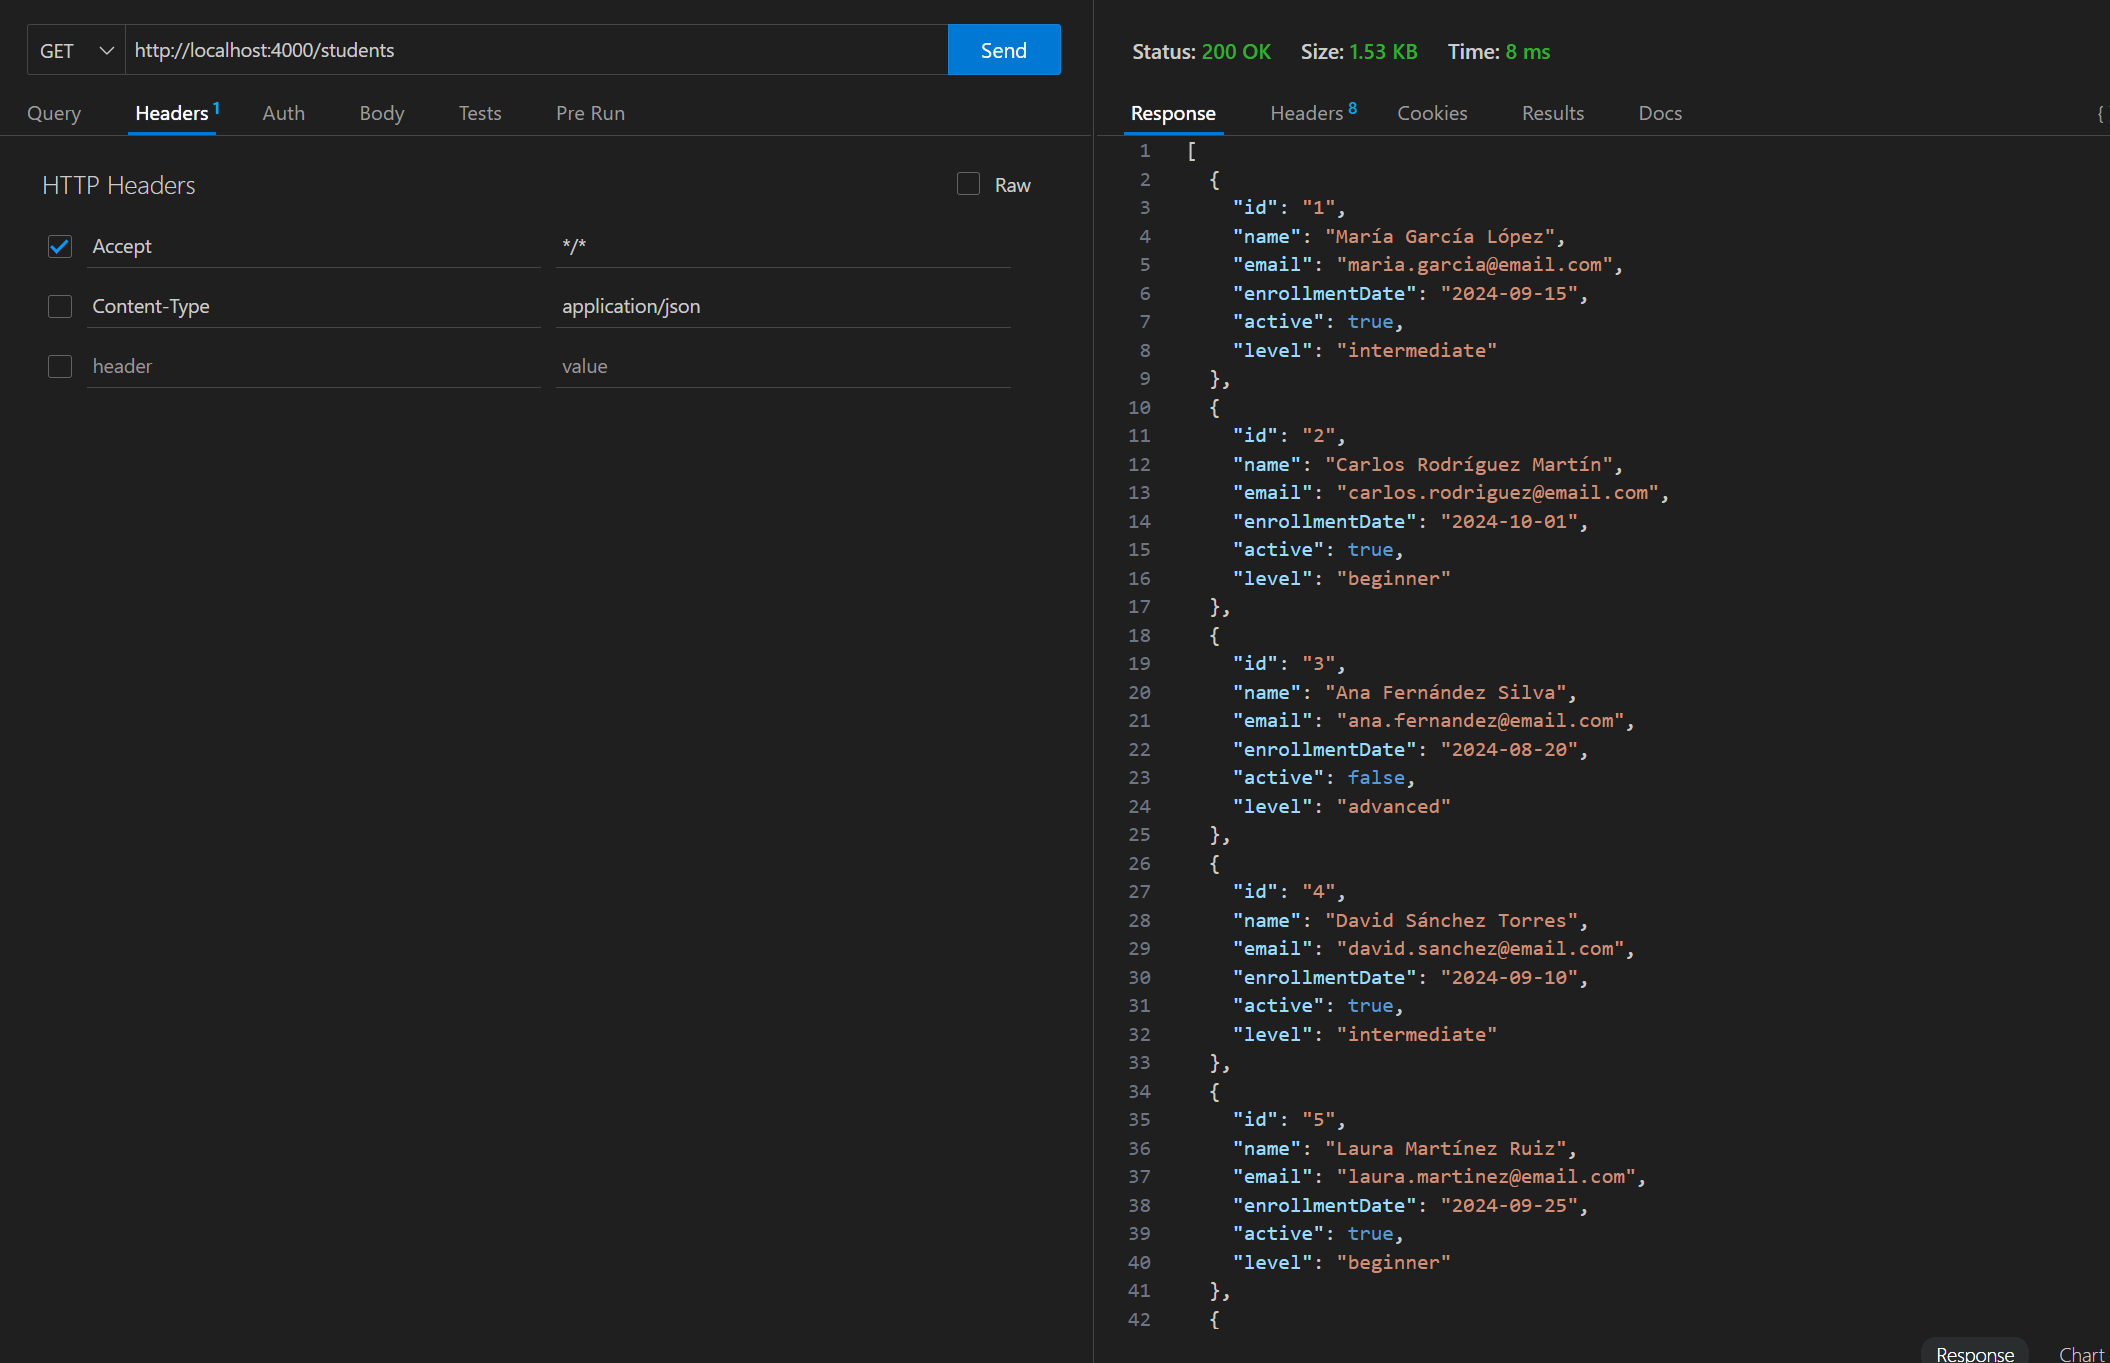 GET http://localhost:4000/students Send
Query Headers 1 Auth Body Tests Pre Run
HTTP Headers Raw
Accept */*
Content-Type application/json
header value
Status: 200 OK Size: 1.53 KB Time: 8 ms
Response Headers 8 Cookies Results Docs {
1 [
2 {
3 "id": "1",
4 "name": "María García López",
5 "email": "maria.garcia@email.com",
6 "enrollmentDate": "2024-09-15",
7 "active": true,
8 "level": "intermediate"
9 },
10 {
11 "id": "2",
12 "name": "Carlos Rodríguez Martín",
13 "email": "carlos.rodriguez@email.com",
14 "enrollmentDate": "2024-10-01",
15 "active": true,
16 "level": "beginner"
17 },
18 {
19 "id": "3",
20 "name": "Ana Fernández Silva",
21 "email": "ana.fernandez@email.com",
22 "enrollmentDate": "2024-08-20",
23 "active": false,
24 "level": "advanced"
25 },
26 {
27 "id": "4",
28 "name": "David Sánchez Torres",
29 "email": "david.sanchez@email.com",
30 "enrollmentDate": "2024-09-10",
31 "active": true,
32 "level": "intermediate"
33 },
34 {
35 "id": "5",
36 "name": "Laura Martínez Ruiz",
37 "email": "laura.martinez@email.com",
38 "enrollmentDate": "2024-09-25",
39 "active": true,
40 "level": "beginner"
41 },
42 {
Response Chart